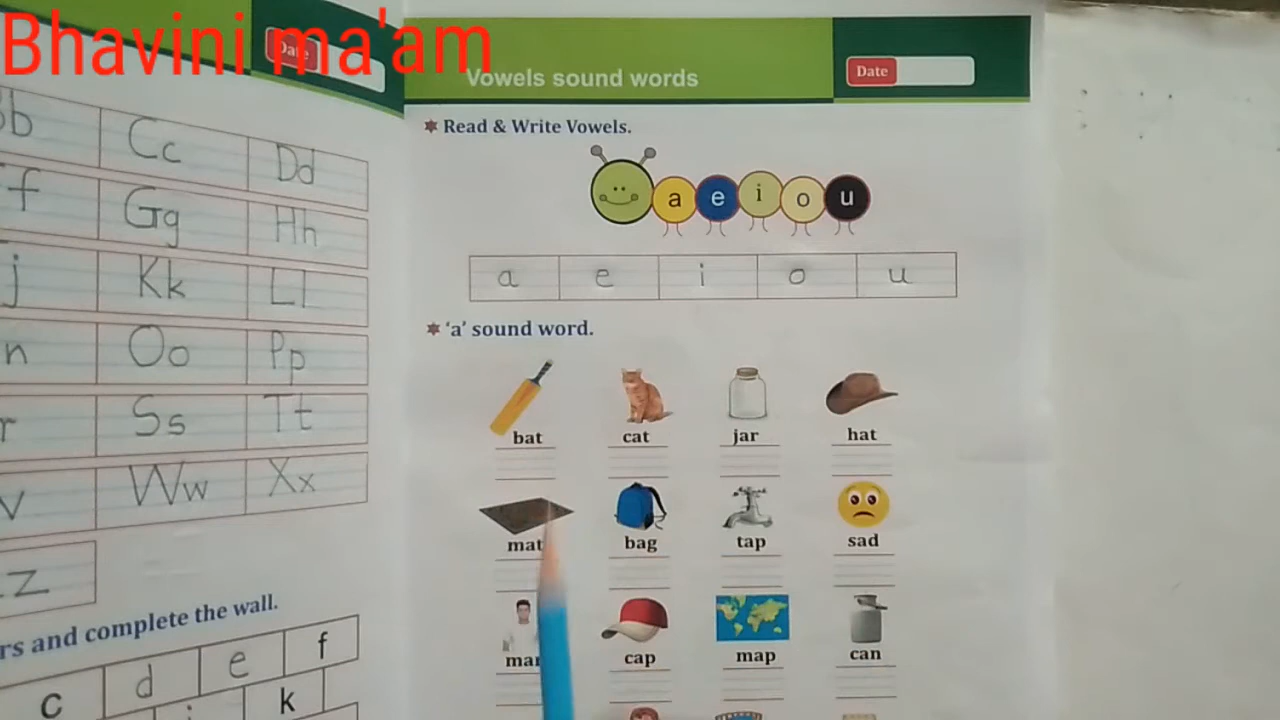 Bhavini ma'am
Date
b Cc Dd
f Gg Hh
j Kk Ll
n Oo Pp
r Ss Tt
v Ww Xx
z
rs and complete the wall.
c d e f
k
Vowels sound words
Date
Read & Write Vowels.
a e i o u
a e i o u
'a' sound word.
bat cat jar hat
mat bag tap sad
cap map can